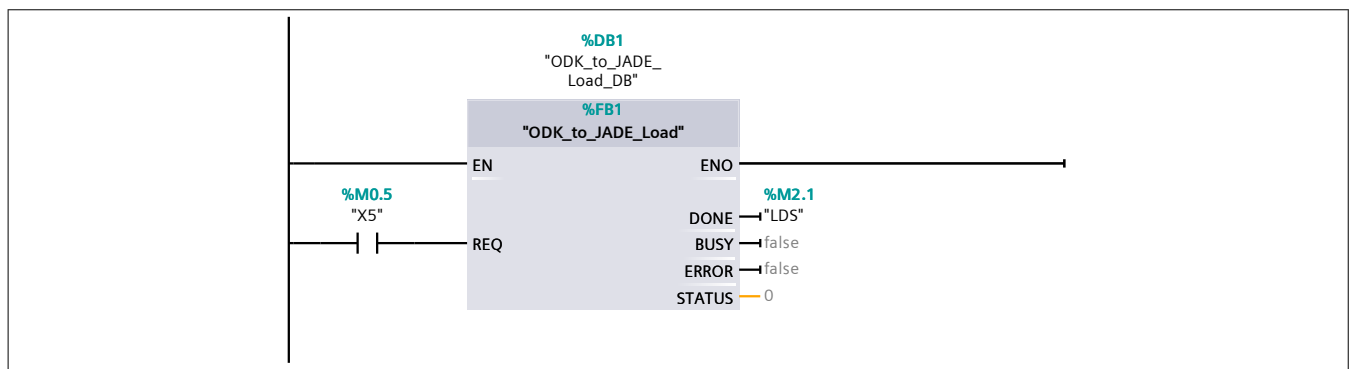 %DB1
"ODK_to_JADE_
Load_DB"
%FB1
"ODK_to_JADE_Load"
EN
ENO
%M0.5
"X5"
%M2.1
DONE
"LDS"
REQ
BUSY
false
ERROR
false
STATUS
0